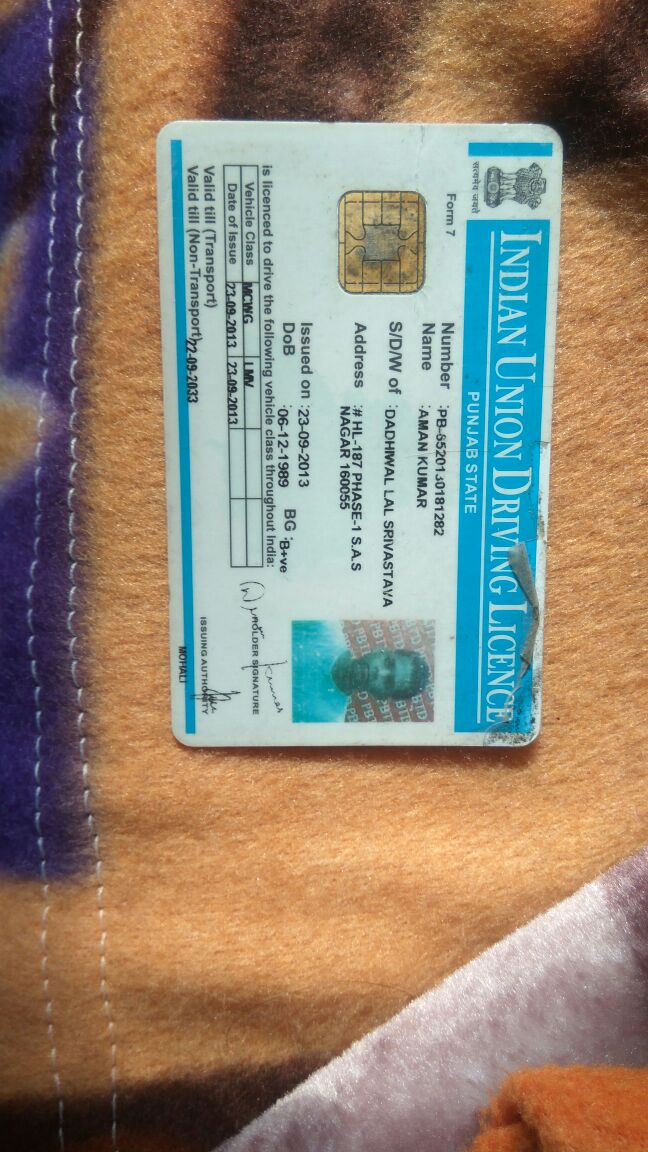 INDIAN UNION DRIVING LICENCE
PUNJAB STATE
सत्यमेव जयते
Form 7
Number :PB-6520130181282
Name :AMAN KUMAR
S/D/W of :DADHIWAL LAL SRIVASTAVA
Address :# HL-187 PHASE-1 S.A.S
NAGAR 160055
Issued on :23-09-2013
DoB :06-12-1989 BG :B+ve
is licenced to drive the following vehicle class throughout India:
Vehicle Class MCWG LMV
Date of Issue 23-09-2013 23-09-2013
Valid till (Transport)
Valid till (Non-Transport) 22-09-2033
HOLDER SIGNATURE
ISSUING AUTHORITY
MOHALI